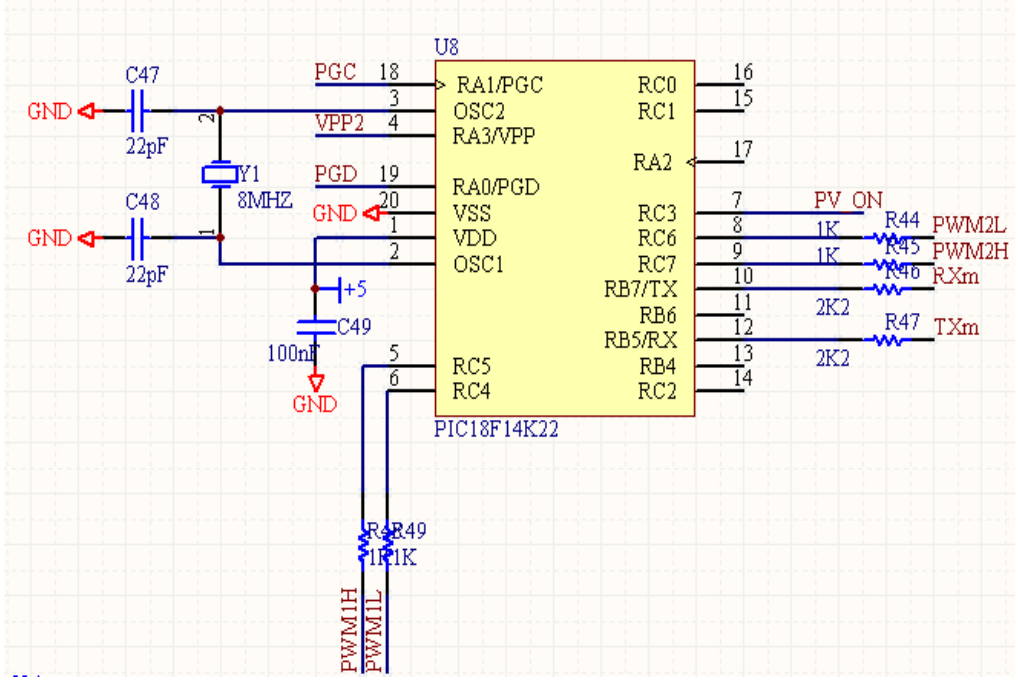 U8
C47
GND
22pF
2
Y1
8MHZ
C48
GND
22pF
1
PGC 18 RA1/PGC
3 OSC2
VPP2 4 RA3/VPP
PGD 19 RA0/PGD
GND 20 VSS
1 VDD
2 OSC1
+5
C49
100nF
GND
5 RC5
6 RC4
RC0 16
RC1 15
RA2 17
RC3 7 PV_ON
RC6 8 1K R44 PWM2L
RC7 9 1K R45 PWM2H
RB7/TX 10 2K2 R46 RXm
RB6 11
RB5/RX 12 2K2 R47 TXm
RB4 13
RC2 14
PIC18F14K22
R49
1K
PWM1H
PWM1L